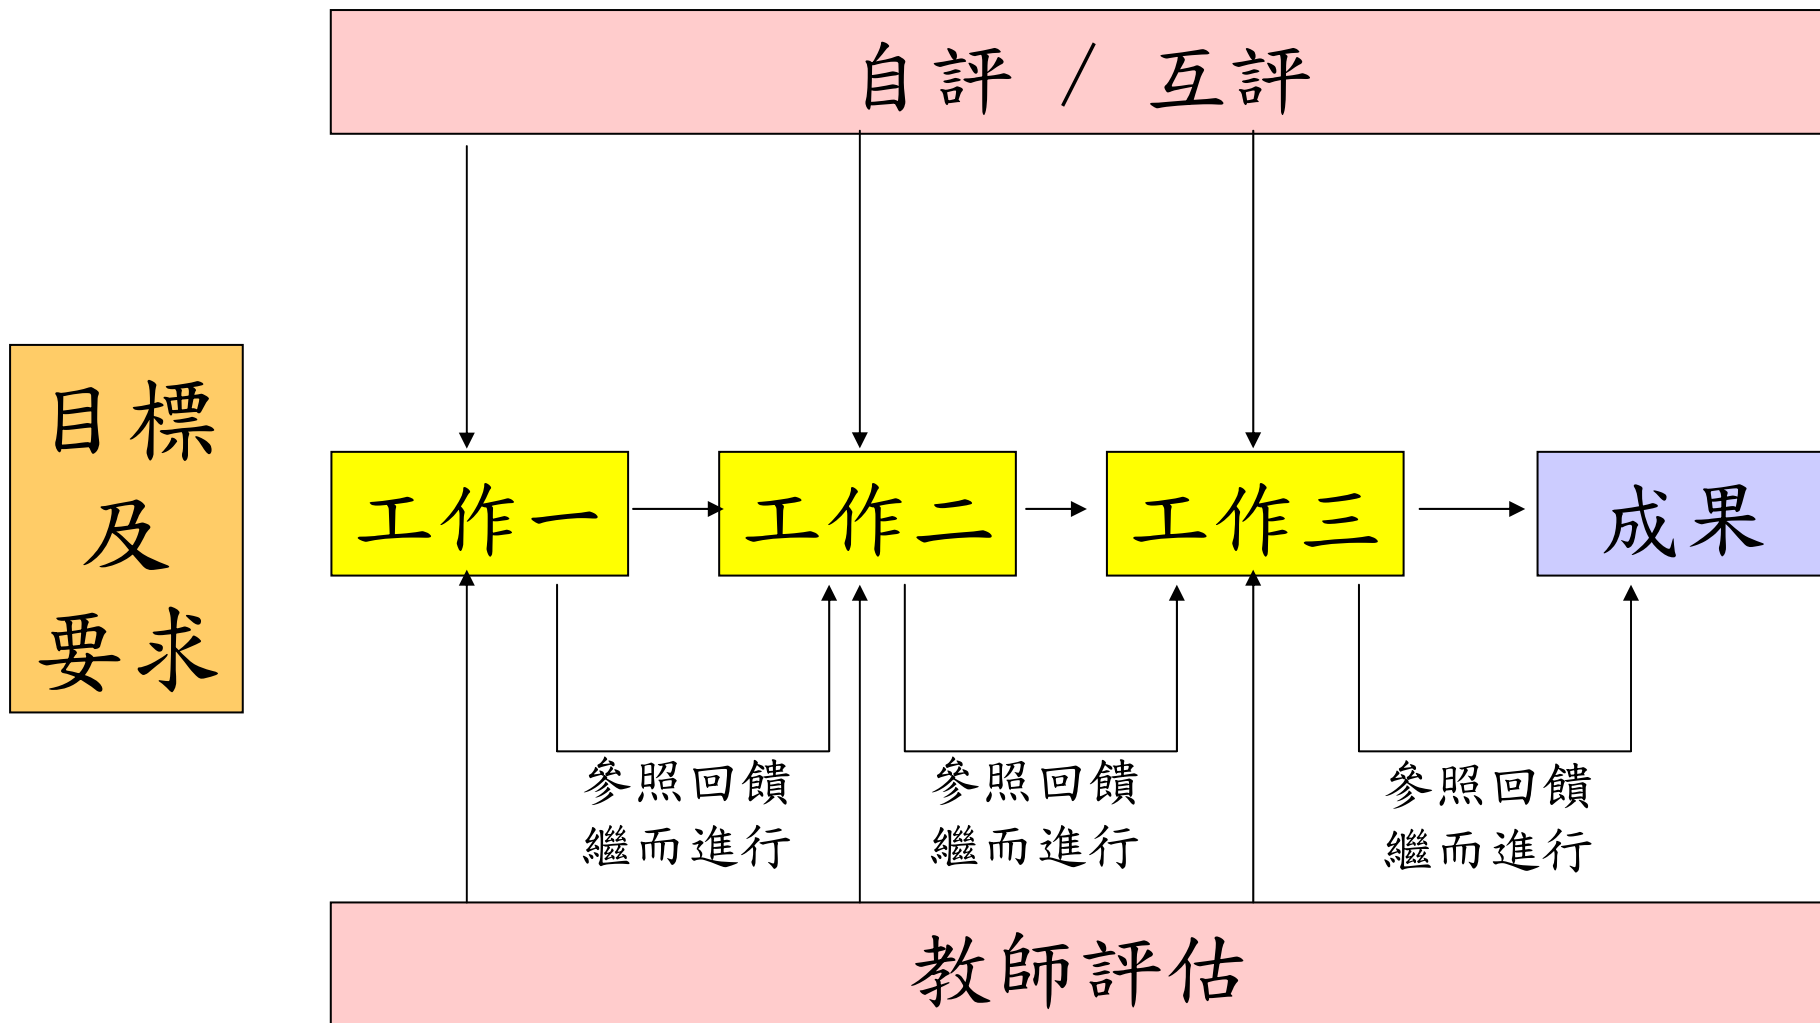 自評 / 互評
目標
及
要求
工作一
工作二
工作三
成果
參照回饋
繼而進行
參照回饋
繼而進行
參照回饋
繼而進行
教師評估